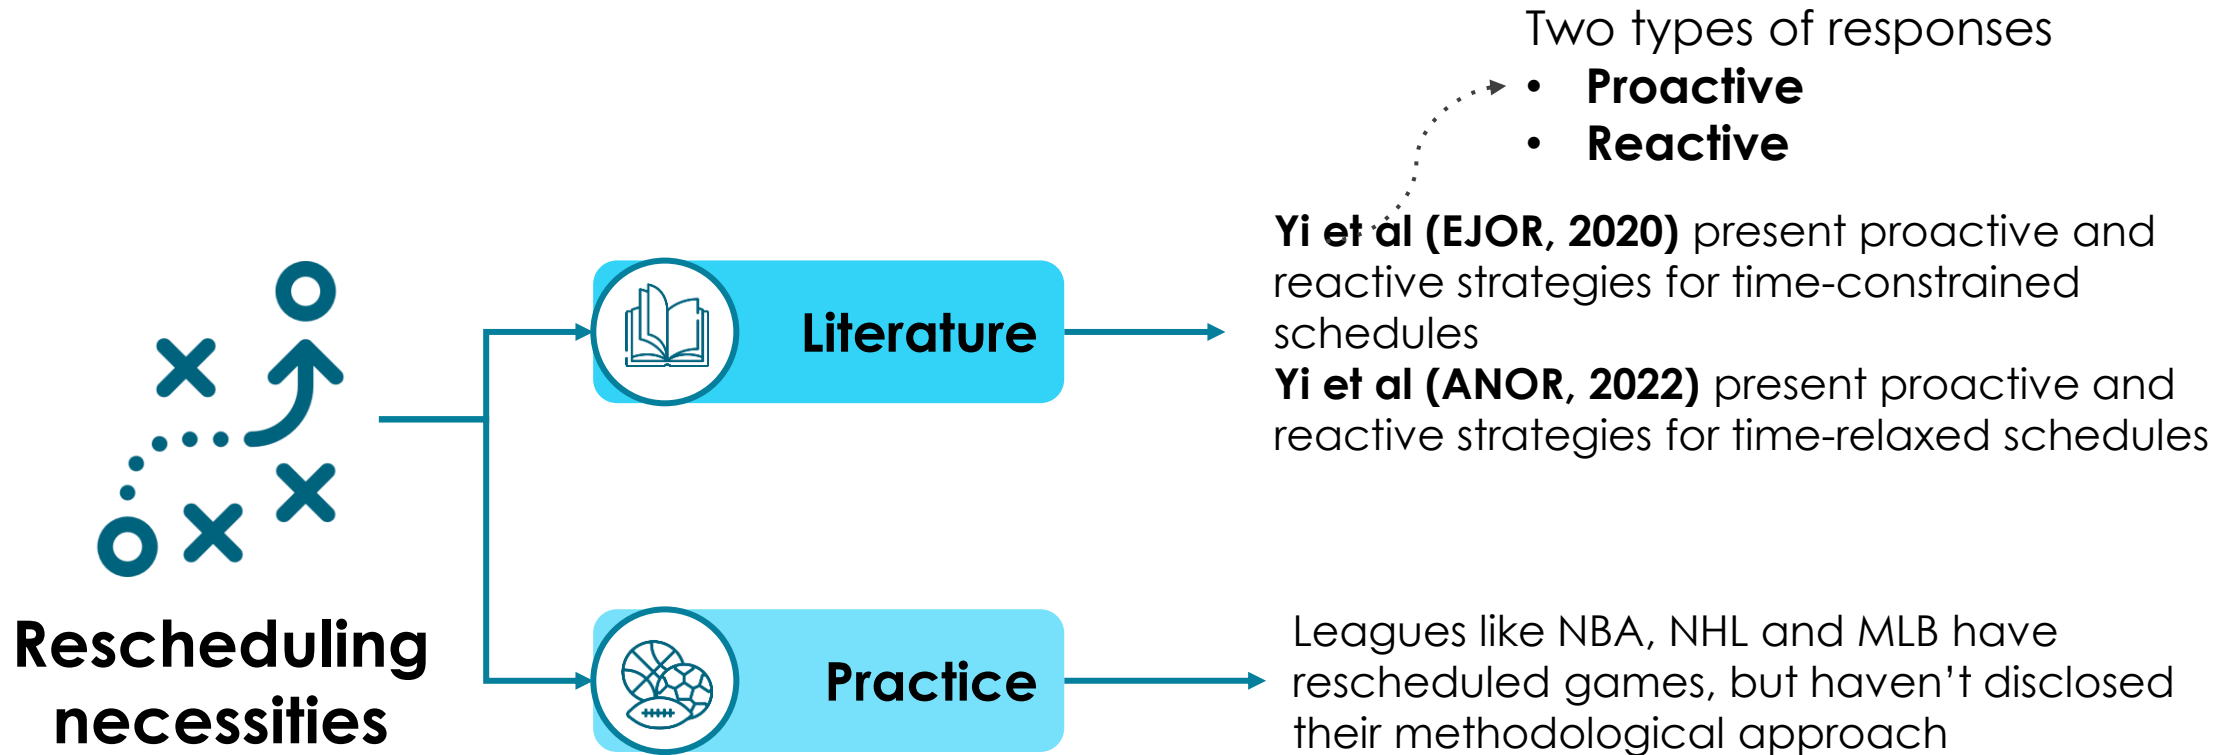 Two types of responses
• Proactive
• Reactive
Yi et al (EJOR, 2020) present proactive and
reactive strategies for time-constrained
schedules
Yi et al (ANOR, 2022) present proactive and
reactive strategies for time-relaxed schedules
Literature
Rescheduling
necessities
Practice
Leagues like NBA, NHL and MLB have
rescheduled games, but haven’t disclosed
their methodological approach